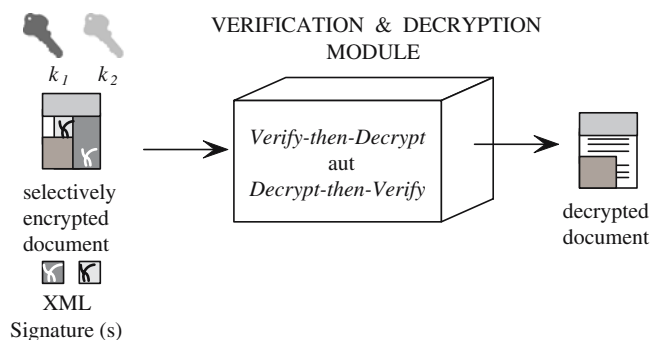 VERIFICATION & DECRYPTION
MODULE
k1 k2
Verify-then-Decrypt
aut
Decrypt-then-Verify
selectively
encrypted
document
decrypted
document
XML
Signature (s)